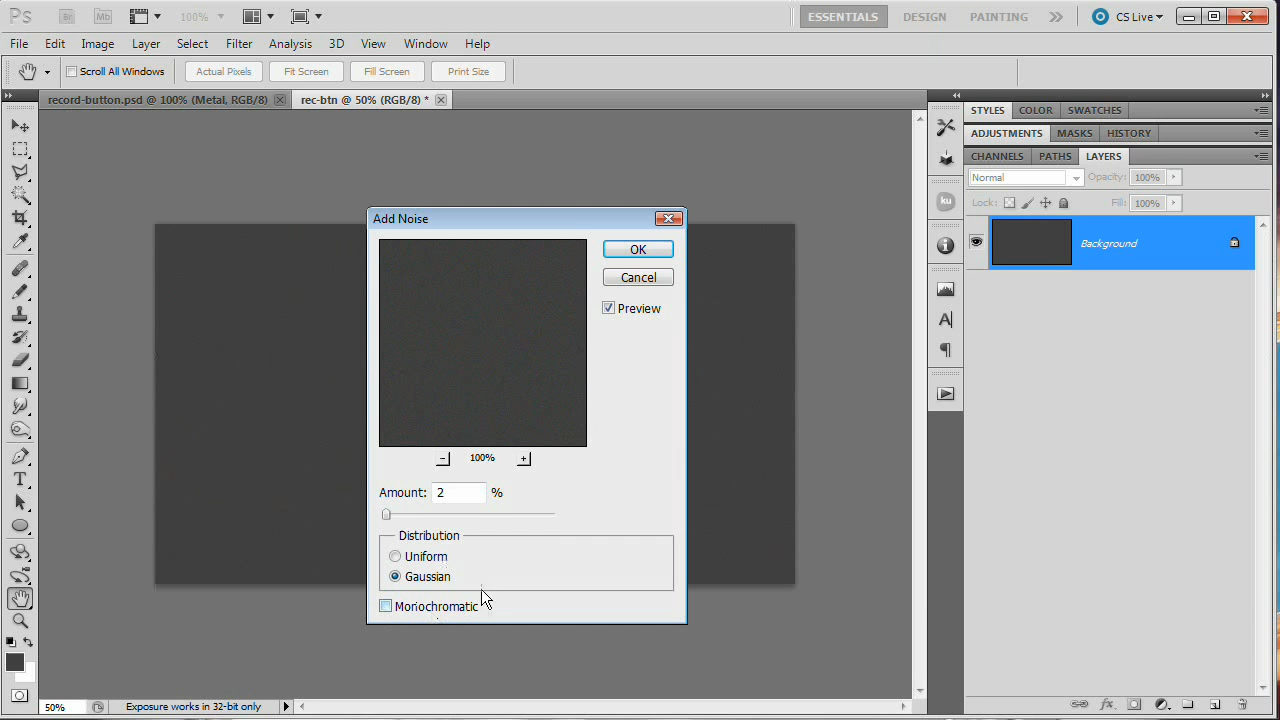 Ps Br Mb 100% ESSENTIALS DESIGN PAINTING CS Live
File Edit Image Layer Select Filter Analysis 3D View Window Help
Scroll All Windows Actual Pixels Fit Screen Fill Screen Print Size
record-button.psd @ 100% (Metal, RGB/8) rec-btn @ 50% (RGB/8) *
STYLES COLOR SWATCHES
ADJUSTMENTS MASKS HISTORY
CHANNELS PATHS LAYERS
Normal Opacity: 100%
Lock: Fill: 100%
ku
Background
Add Noise
OK
Cancel
Preview
100%
Amount: 2 %
Distribution
Uniform
Gaussian
Monochromatic
50% Exposure works in 32-bit only